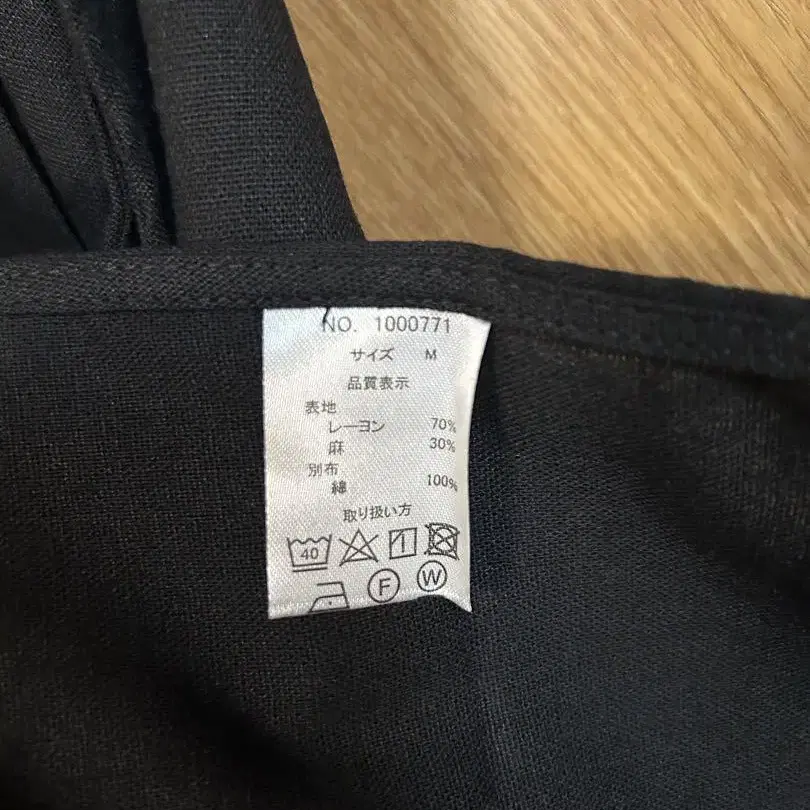 NO. 1000771
サイズ M
品質表示
表地
レーヨン 70%
麻 30%
別布
綿 100%
取り扱い方
40
F W